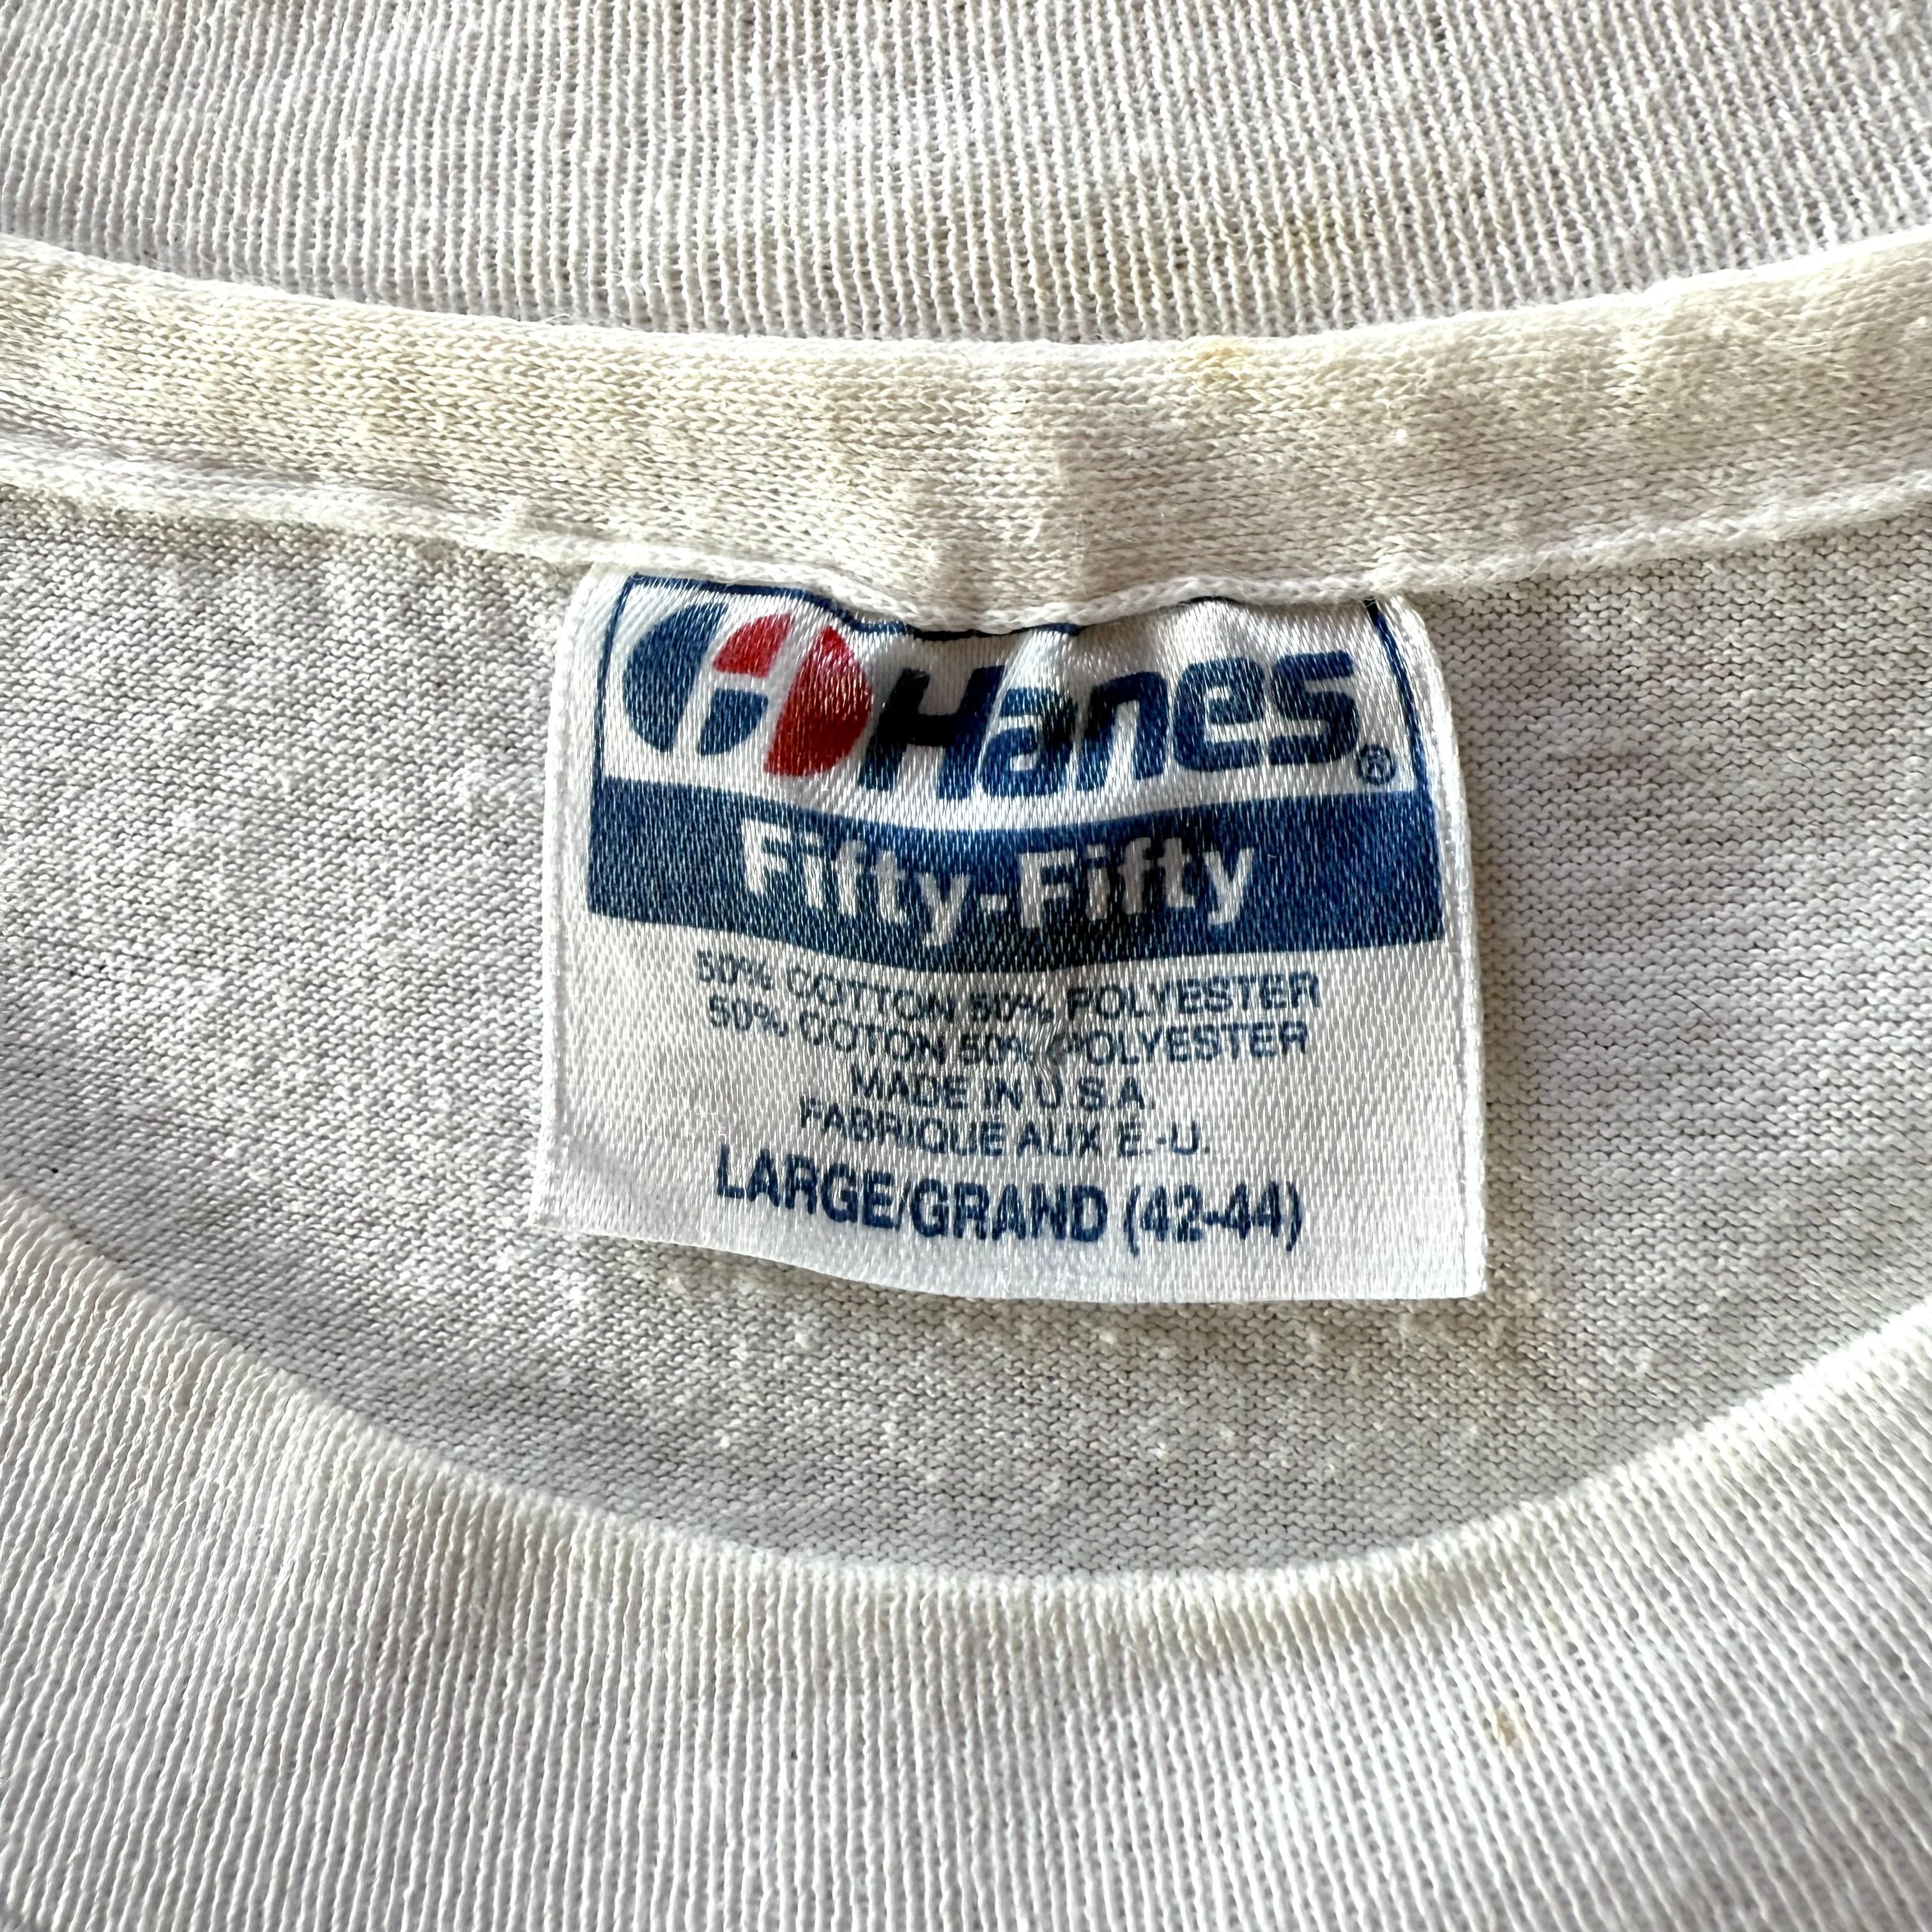 Hanes®
Fifty-Fifty
50% COTTON 50% POLYESTER
50% COTON 50% POLYESTER
MADE IN U.S.A.
FABRIQUE AUX E.-U.
LARGE/GRAND (42-44)